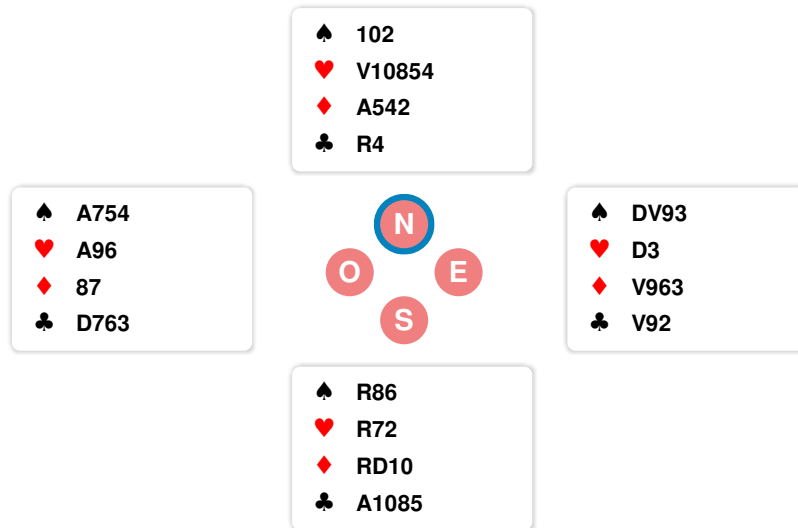 ♠ 102
♥ V10854
♦ A542
♣ R4
♠ A754
♥ A96
♦ 87
♣ D763
N
O E
S
♠ DV93
♥ D3
♦ V963
♣ V92
♠ R86
♥ R72
♦ RD10
♣ A1085